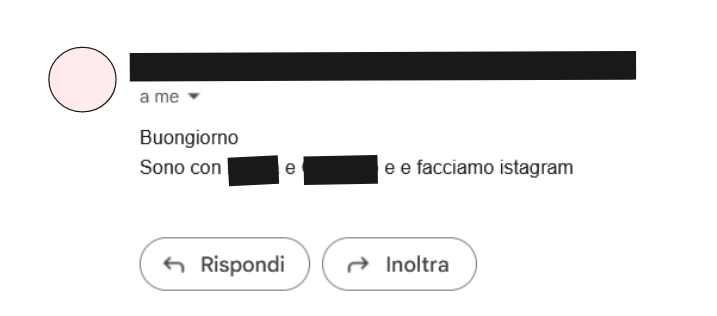 a me
Buongiorno
Sono con e e e facciamo istagram
Rispondi
Inoltra